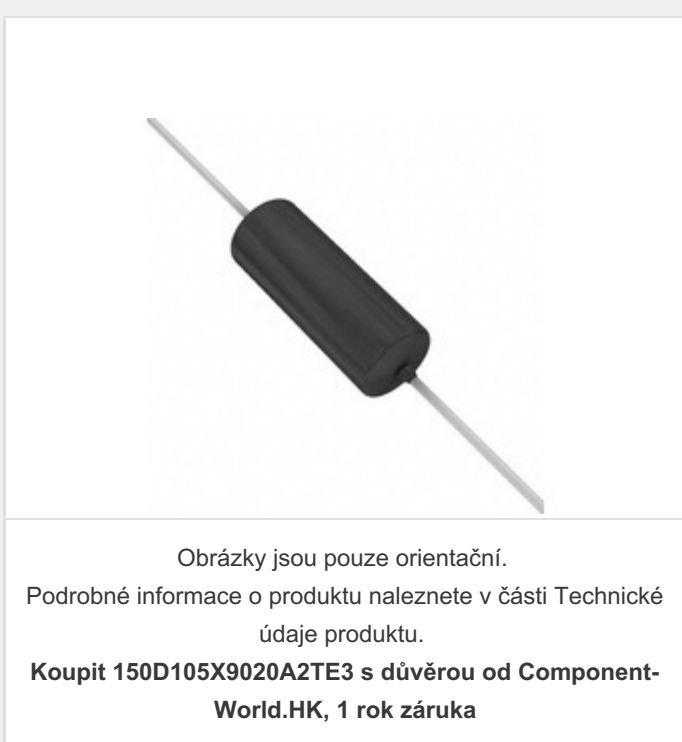 Obrázky jsou pouze orientační.
Podrobné informace o produktu naleznete v části Technické
údaje produktu.
Koupit 150D105X9020A2TE3 s důvěrou od Component-
World.HK, 1 rok záruka